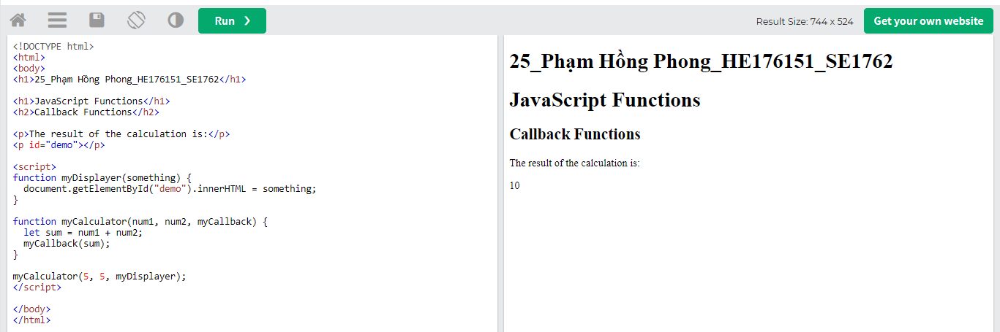 Run ❯
Result Size: 744 x 524
Get your own website
<!DOCTYPE html>
<html>
<body>
<h1>25_Phạm Hồng Phong_HE176151_SE1762</h1>
<h1>JavaScript Functions</h1>
<h2>Callback Functions</h2>
<p>The result of the calculation is:</p>
<p id="demo"></p>
<script>
function myDisplayer(something) {
  document.getElementById("demo").innerHTML = something;
}
function myCalculator(num1, num2, myCallback) {
  let sum = num1 + num2;
  myCallback(sum);
}
myCalculator(5, 5, myDisplayer);
</script>
</body>
</html>
25_Phạm Hồng Phong_HE176151_SE1762
JavaScript Functions
Callback Functions
The result of the calculation is:
10